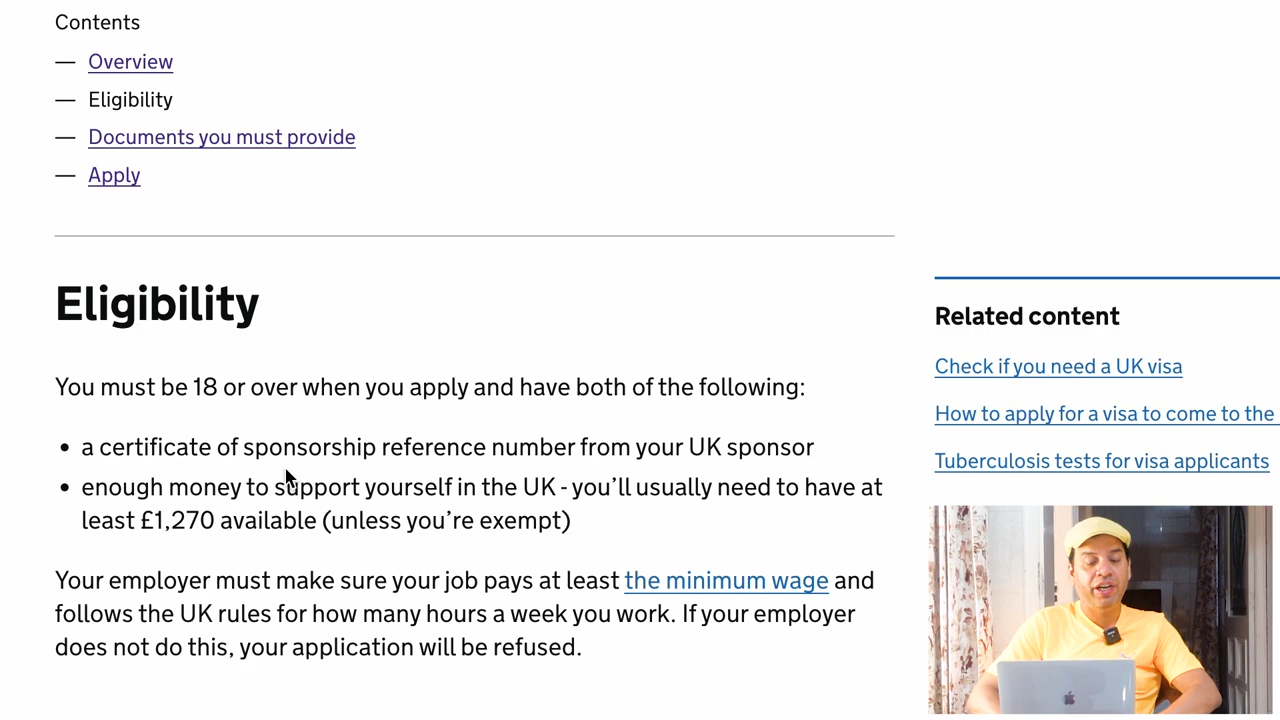 Contents
— Overview
— Eligibility
— Documents you must provide
— Apply
Eligibility
You must be 18 or over when you apply and have both of the following:
• a certificate of sponsorship reference number from your UK sponsor
• enough money to support yourself in the UK - you’ll usually need to have at
least £1,270 available (unless you’re exempt)
Your employer must make sure your job pays at least the minimum wage and
follows the UK rules for how many hours a week you work. If your employer
does not do this, your application will be refused.
Related content
Check if you need a UK visa
How to apply for a visa to come to the
Tuberculosis tests for visa applicants